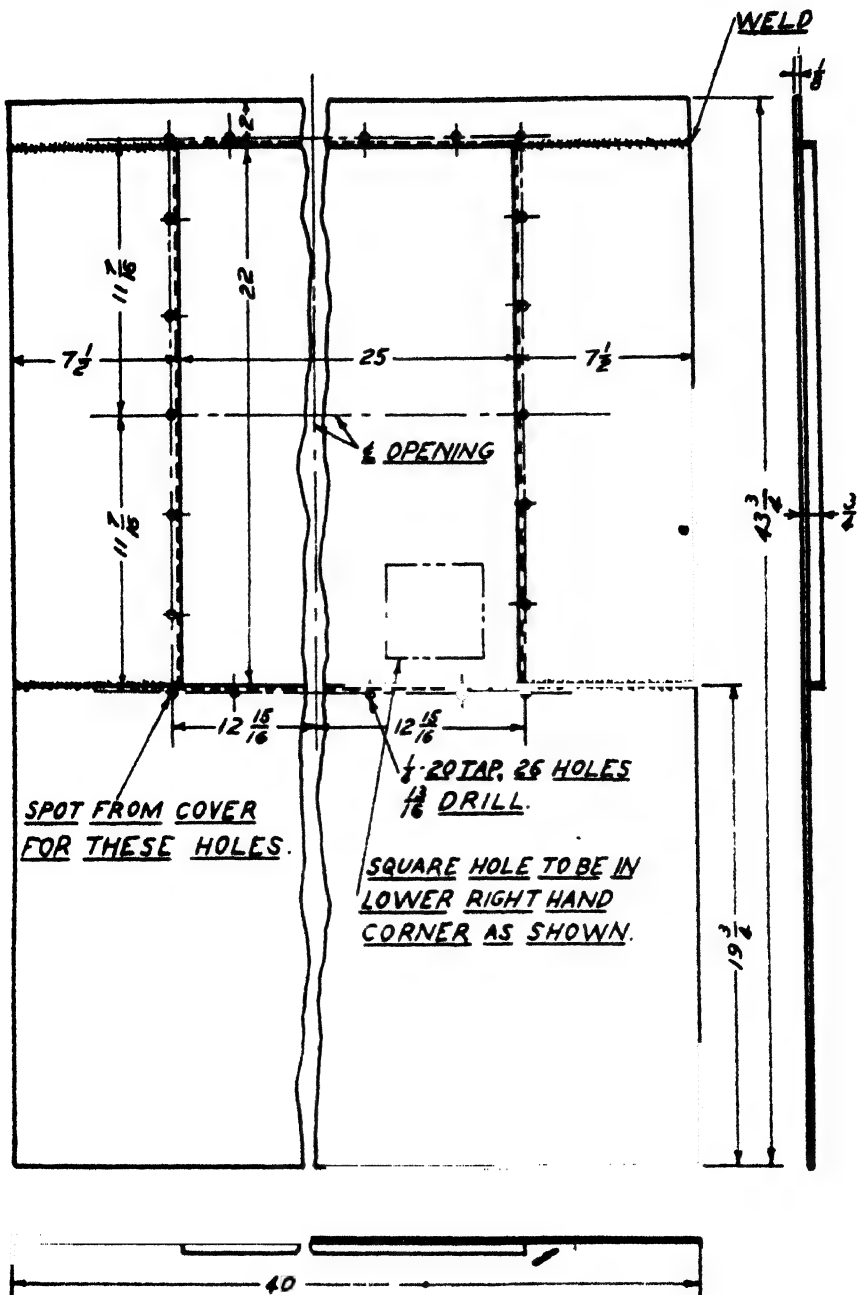 WELD
1/8
2
11 7/16
22
7 1/2
25
7 1/2
℄ OPENING
43 3/4
3/4
11 7/16
12 15/16
12 15/16
1/4-20 TAP, 26 HOLES
13/16 DRILL.
SPOT FROM COVER
FOR THESE HOLES.
SQUARE HOLE TO BE IN
LOWER RIGHT HAND
CORNER AS SHOWN.
19 3/4
40